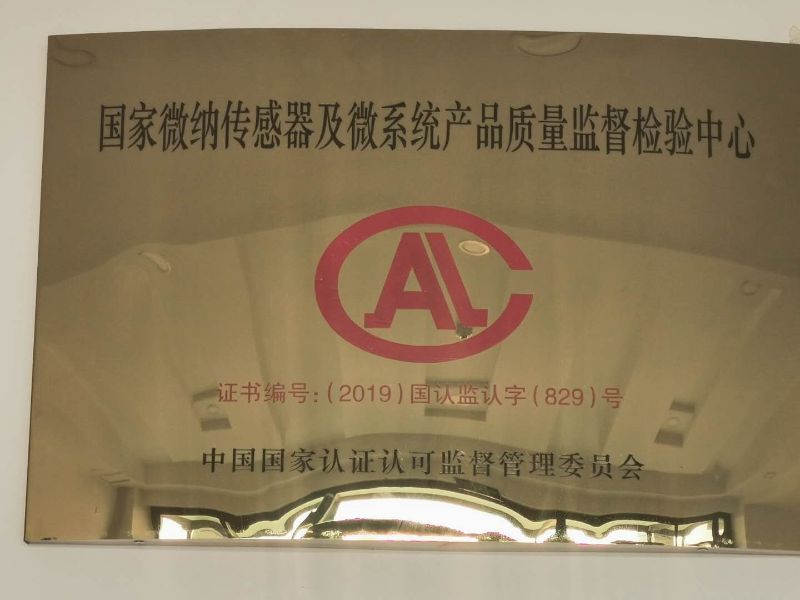 国家微纳传感器及微系统产品质量监督检验中心
CAL
证书编号:(2019)国认监认字(829)号
中国国家认证认可监督管理委员会